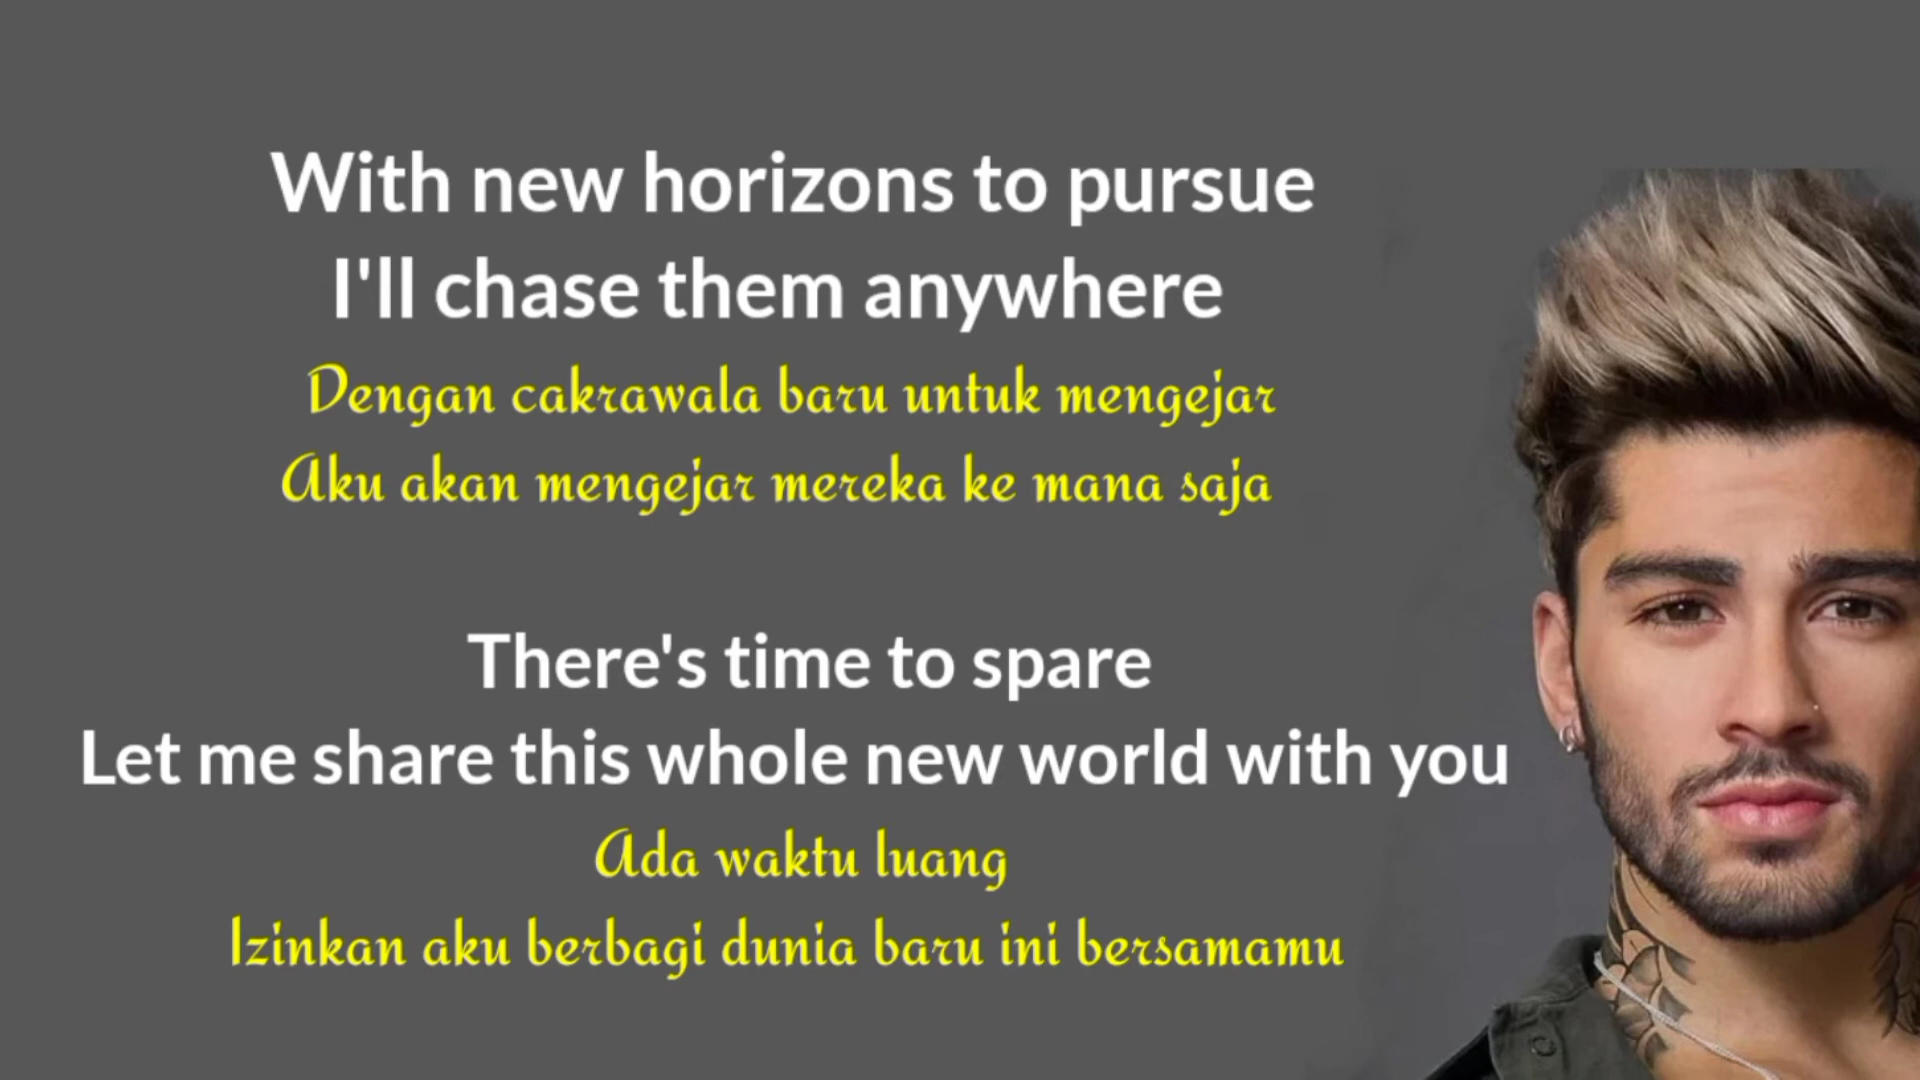 With new horizons to pursue
I'll chase them anywhere
Dengan cakrawala baru untuk mengejar
Aku akan mengejar mereka ke mana saja
There's time to spare
Let me share this whole new world with you
Ada waktu luang
Izinkan aku berbagi dunia baru ini bersamamu